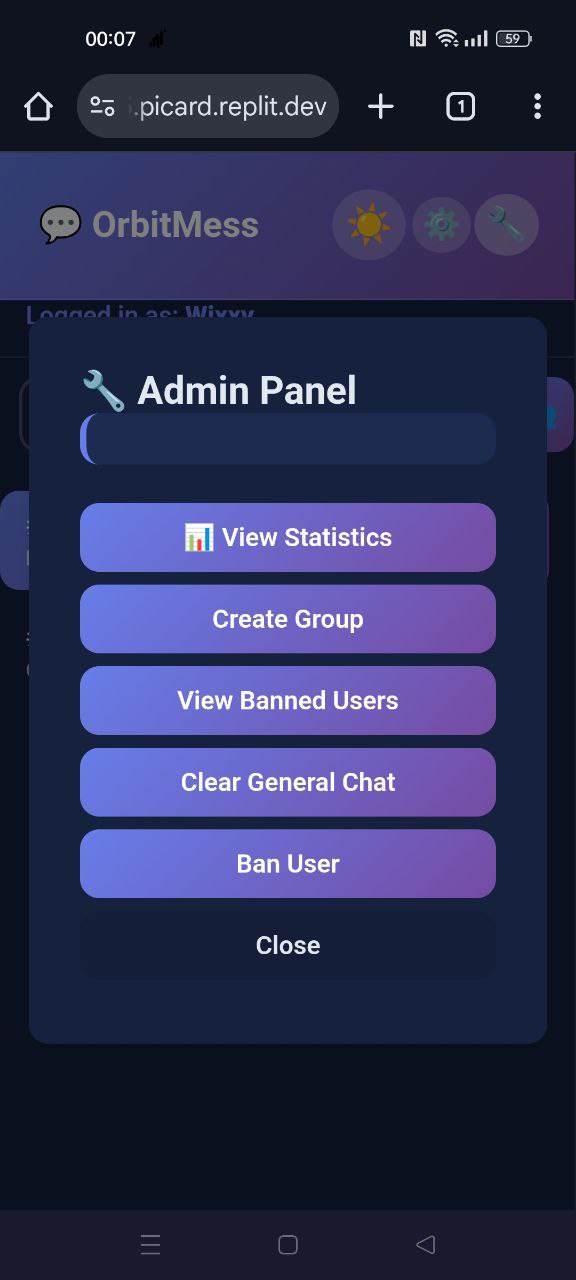 00:07
59
.picard.replit.dev
1
OrbitMess
Logged in as: Wixxy
Admin Panel
View Statistics
Create Group
View Banned Users
Clear General Chat
Ban User
Close